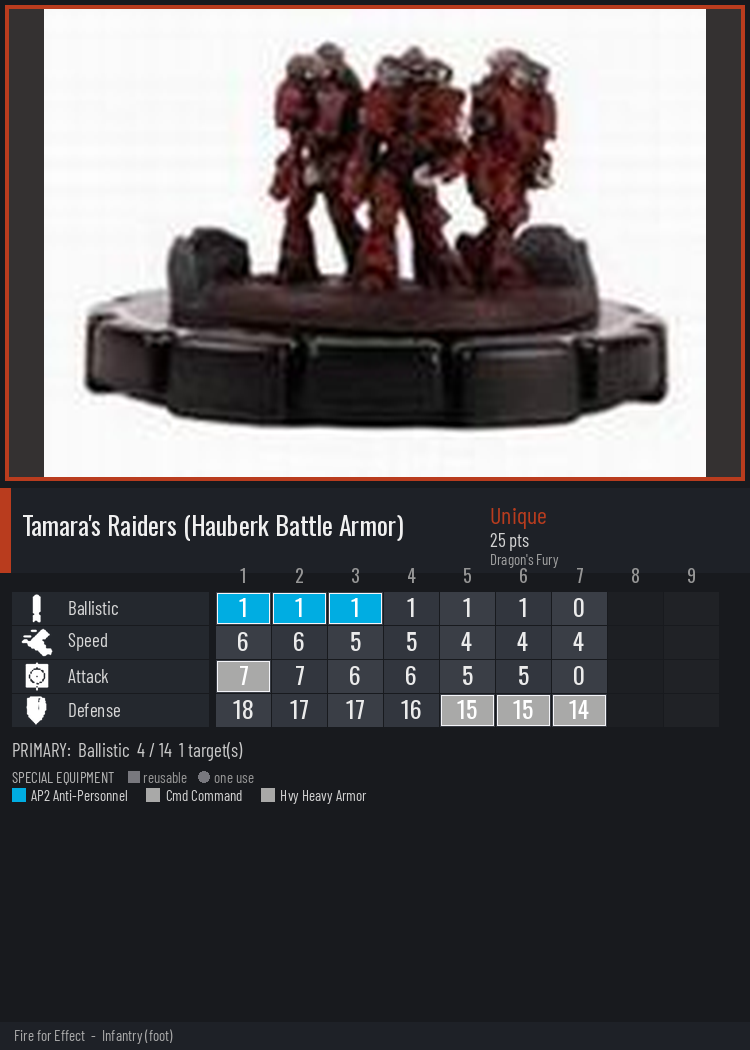 Tamara's Raiders (Hauberk Battle Armor)
Unique
25 pts
Dragon's Fury
1 2 3 4 5 6 7 8 9
Ballistic 1 1 1 1 1 1 0
Speed 6 6 5 5 4 4 4
Attack 7 7 6 6 5 5 0
Defense 18 17 17 16 15 15 14
PRIMARY: Ballistic 4 / 14 1 target(s)
SPECIAL EQUIPMENT reusable one use
AP2 Anti-Personnel Cmd Command Hvy Heavy Armor
Fire for Effect - Infantry (foot)